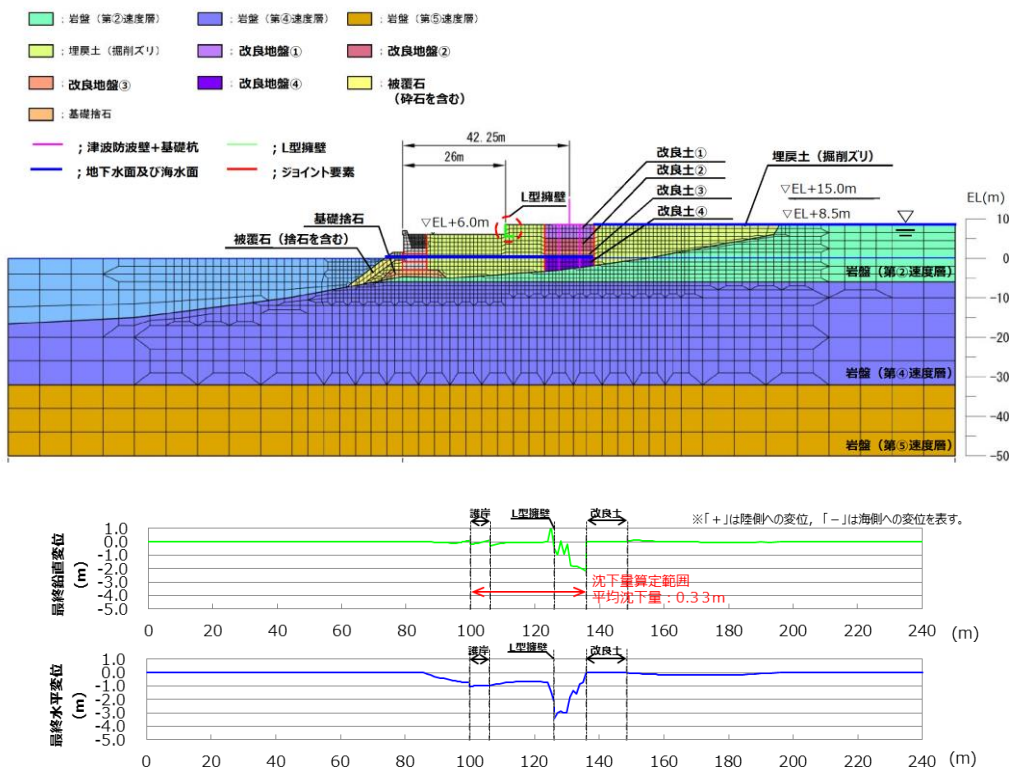 : 岩盤（第②速度層）
: 岩盤（第④速度層）
: 岩盤（第⑤速度層）
: 埋戻土（掘削ズリ）
: 改良地盤①
: 改良地盤②
: 改良地盤③
: 改良地盤④
: 被覆石
（砕石を含む）
: 基礎捨石
; 津波防波壁+基礎杭
; L型擁壁
; 地下水面及び海水面
; ジョイント要素
42.25m
26m
L型擁壁
改良土①
改良土②
改良土③
改良土④
埋戻土（掘削ズリ）
▽EL+15.0m
▽EL+8.5m
▽EL+6.0m
基礎捨石
被覆石（捨石を含む）
EL(m)
10
0
-10
-20
-30
-40
-50
岩盤（第②速度層）
岩盤（第④速度層）
岩盤（第⑤速度層）
※「＋」は陸側への変位，「－」は海側への変位を表す。
護岸
L型擁壁
改良土
最終鉛直変位
(m)
1.0
0.0
-1.0
-2.0
-3.0
-4.0
-5.0
沈下量算定範囲
平均沈下量：0.33m
0 20 40 60 80 100 120 140 160 180 200 220 240 (m)
護岸
L型擁壁
改良土
最終水平変位
(m)
1.0
0.0
-1.0
-2.0
-3.0
-4.0
-5.0
0 20 40 60 80 100 120 140 160 180 200 220 240 (m)